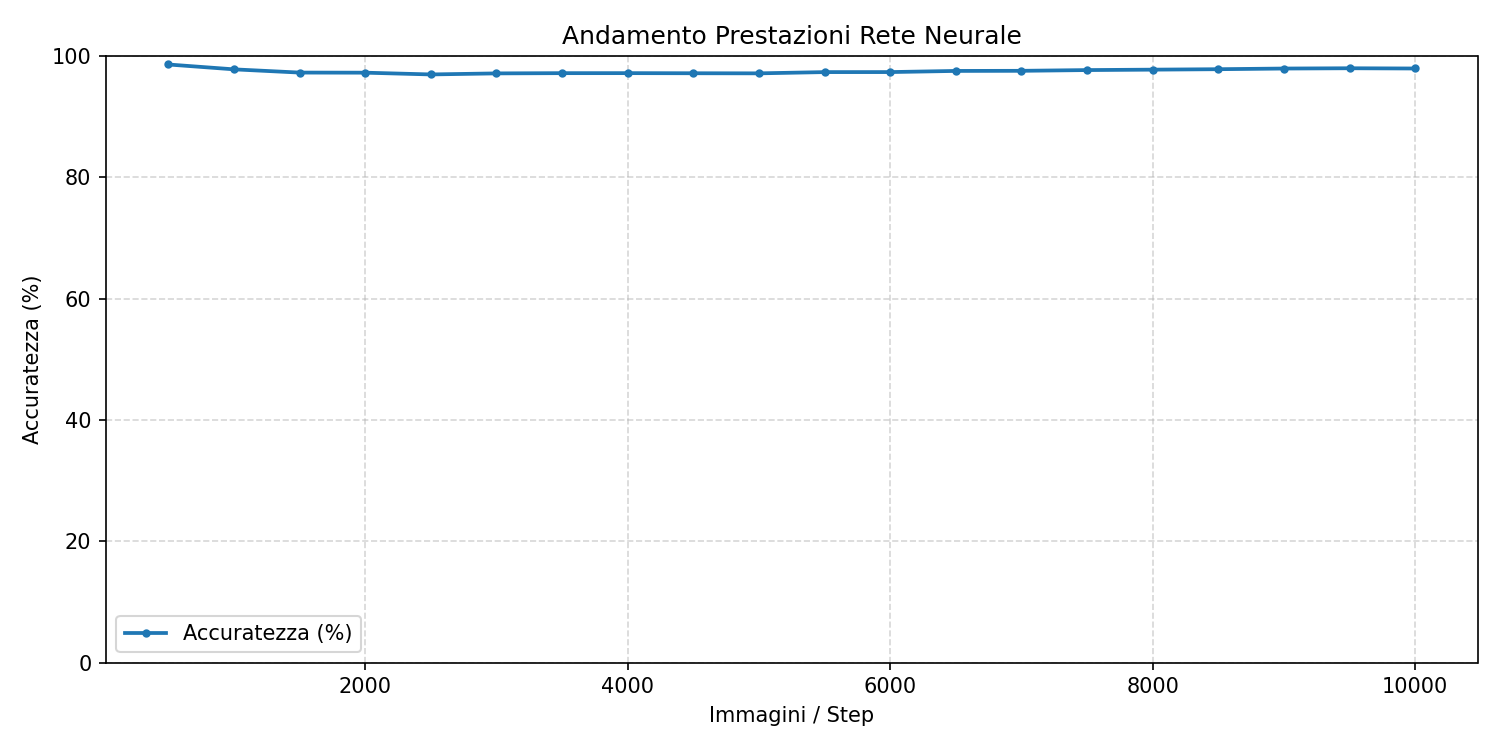 Andamento Prestazioni Rete Neurale
100
80
60
40
20
0
Accuratezza (%)
Accuratezza (%)
2000
4000
6000
8000
10000
Immagini / Step